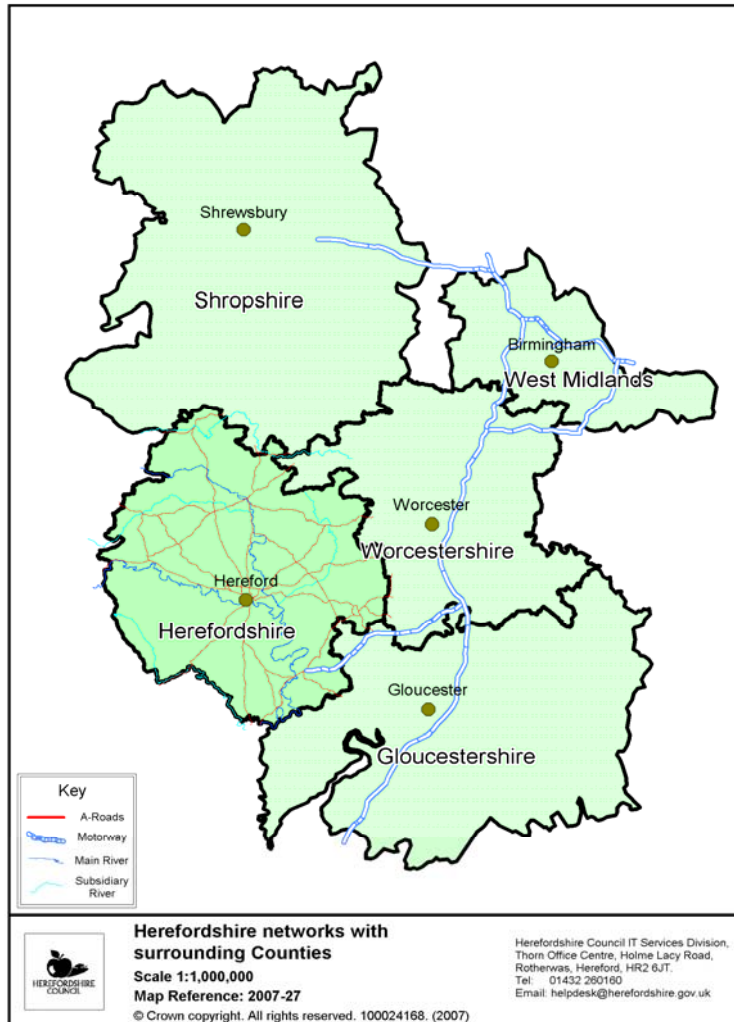 Shrewsbury
Shropshire
Birmingham
West Midlands
Worcester
Worcestershire
Hereford
Herefordshire
Gloucester
Gloucestershire
Key
A-Roads
Motorway
Main River
Subsidiary
River
HEREFORDSHIRE
COUNCIL
Herefordshire networks with
surrounding Counties
Scale 1:1,000,000
Map Reference: 2007-27
© Crown copyright. All rights reserved. 100024168. (2007)
Herefordshire Council IT Services Division,
Thorn Office Centre, Holme Lacy Road,
Rotherwas, Hereford, HR2 6JT.
Tel: 01432 260160
Email: helpdesk@herefordshire.gov.uk